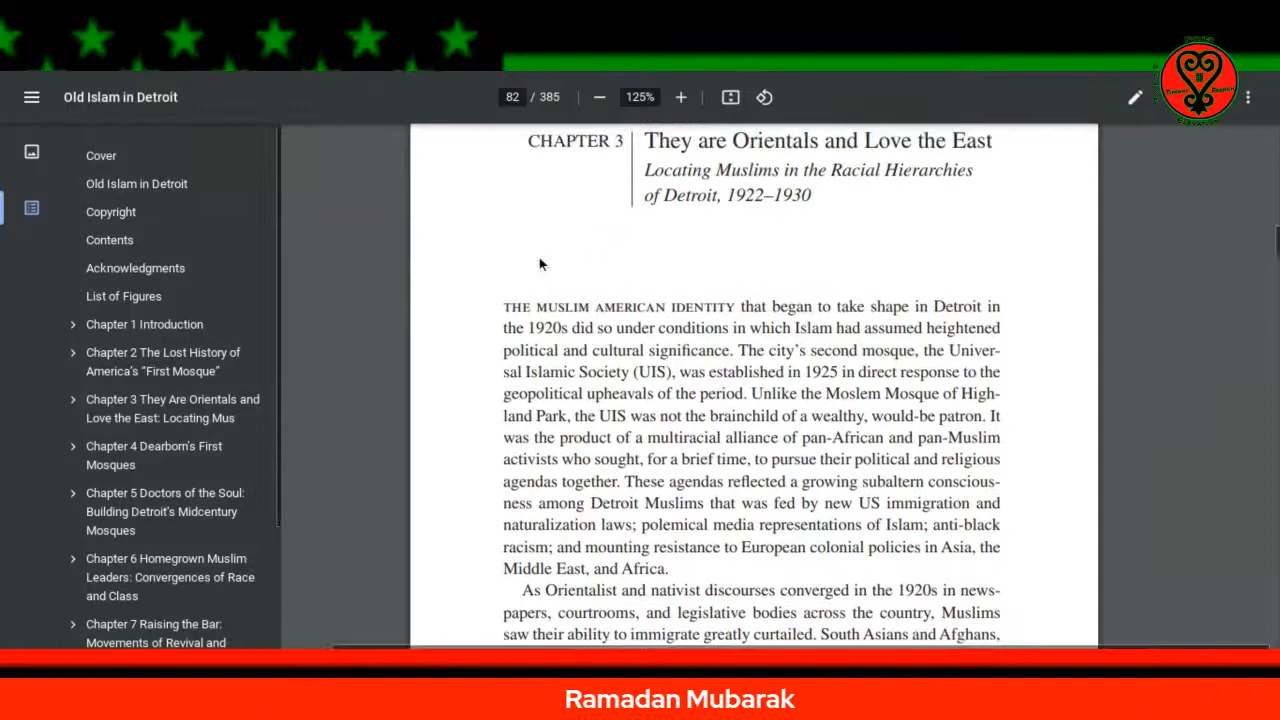 POWER
TIFFANY FRENCH
ELEVATION
Old Islam in Detroit
82 / 385
125%
Cover
Old Islam in Detroit
Copyright
Contents
Acknowledgments
List of Figures
Chapter 1 Introduction
Chapter 2 The Lost History of
America's “First Mosque”
Chapter 3 They Are Orientals and
Love the East: Locating Mus
Chapter 4 Dearborn's First
Mosques
Chapter 5 Doctors of the Soul:
Building Detroit's Midcentury
Mosques
Chapter 6 Homegrown Muslim
Leaders: Convergences of Race
and Class
Chapter 7 Raising the Bar:
Movements of Revival and
CHAPTER 3
They are Orientals and Love the East
Locating Muslims in the Racial Hierarchies
of Detroit, 1922–1930
THE MUSLIM AMERICAN IDENTITY that began to take shape in Detroit in
the 1920s did so under conditions in which Islam had assumed heightened
political and cultural significance. The city's second mosque, the Univer-
sal Islamic Society (UIS), was established in 1925 in direct response to the
geopolitical upheavals of the period. Unlike the Moslem Mosque of High-
land Park, the UIS was not the brainchild of a wealthy, would-be patron. It
was the product of a multiracial alliance of pan-African and pan-Muslim
activists who sought, for a brief time, to pursue their political and religious
agendas together. These agendas reflected a growing subaltern conscious-
ness among Detroit Muslims that was fed by new US immigration and
naturalization laws; polemical media representations of Islam; anti-black
racism; and mounting resistance to European colonial policies in Asia, the
Middle East, and Africa.
As Orientalist and nativist discourses converged in the 1920s in news-
papers, courtrooms, and legislative bodies across the country, Muslims
saw their ability to immigrate greatly curtailed. South Asians and Afghans,
Ramadan Mubarak